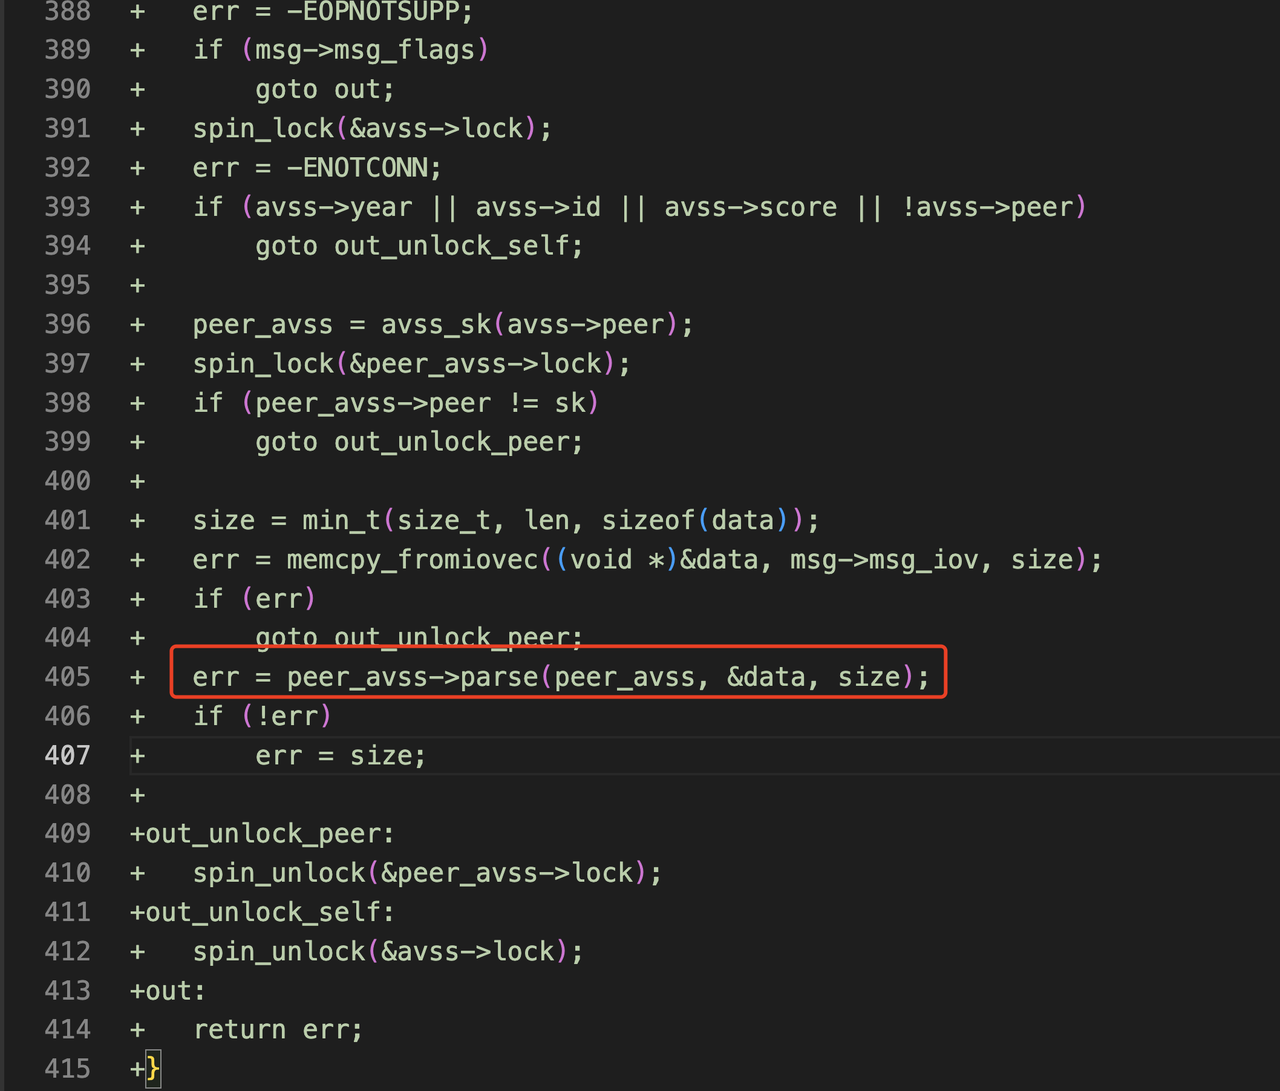 388 + err = -EOPNOTSUPP;
389 + if (msg->msg_flags)
390 + goto out;
391 + spin_lock(&avss->lock);
392 + err = -ENOTCONN;
393 + if (avss->year || avss->id || avss->score || !avss->peer)
394 + goto out_unlock_self;
395 +
396 + peer_avss = avss_sk(avss->peer);
397 + spin_lock(&peer_avss->lock);
398 + if (peer_avss->peer != sk)
399 + goto out_unlock_peer;
400 +
401 + size = min_t(size_t, len, sizeof(data));
402 + err = memcpy_fromiovec((void *)&data, msg->msg_iov, size);
403 + if (err)
404 + goto out_unlock_peer;
405 + err = peer_avss->parse(peer_avss, &data, size);
406 + if (!err)
407 + err = size;
408 +
409 +out_unlock_peer:
410 + spin_unlock(&peer_avss->lock);
411 +out_unlock_self:
412 + spin_unlock(&avss->lock);
413 +out:
414 + return err;
415 +}